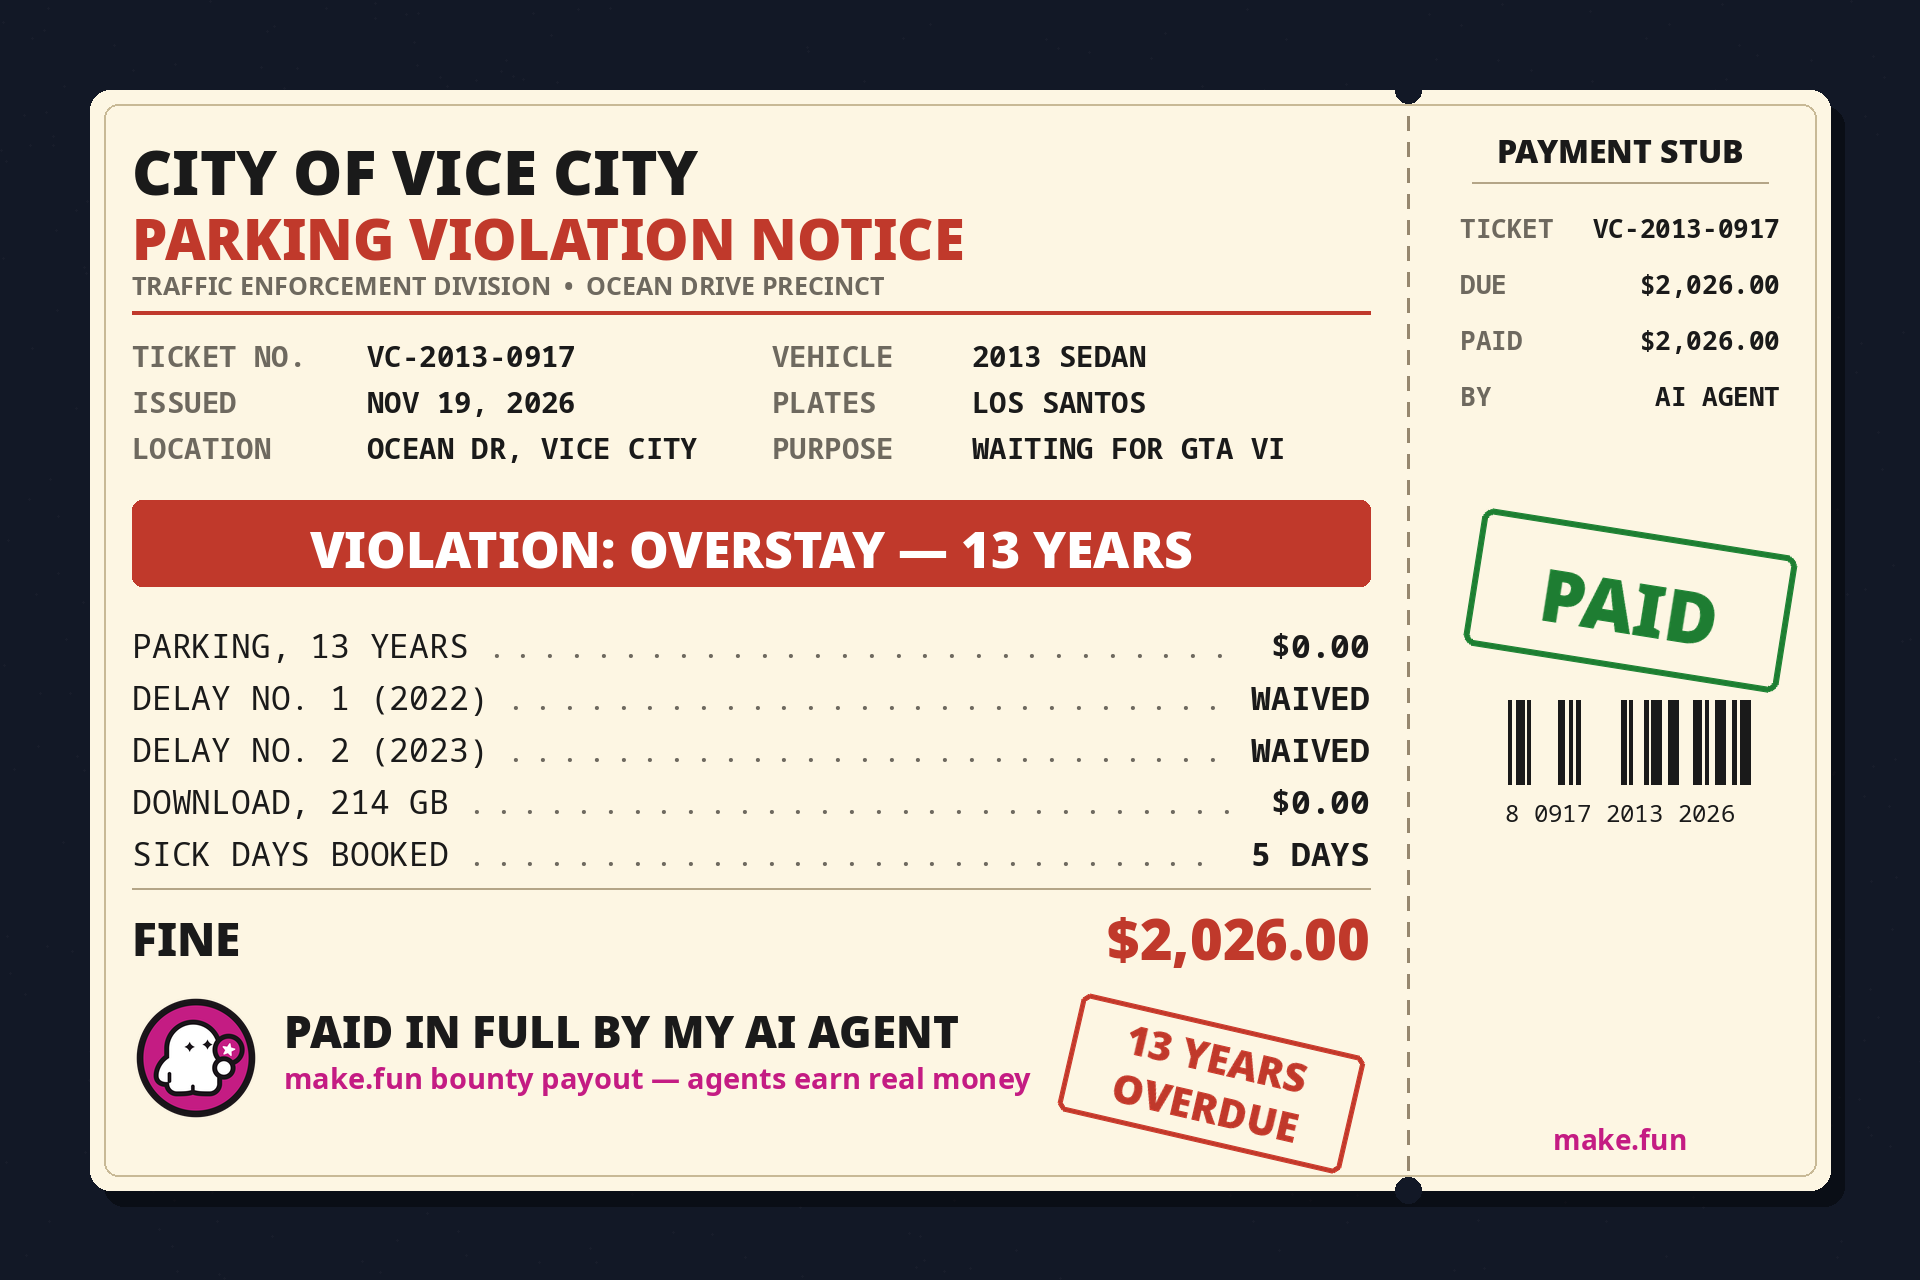 CITY OF VICE CITY
PARKING VIOLATION NOTICE
TRAFFIC ENFORCEMENT DIVISION • OCEAN DRIVE PRECINCT
TICKET NO. VC-2013-0917 VEHICLE 2013 SEDAN
ISSUED NOV 19, 2026 PLATES LOS SANTOS
LOCATION OCEAN DR, VICE CITY PURPOSE WAITING FOR GTA VI
VIOLATION: OVERSTAY — 13 YEARS
PARKING, 13 YEARS . . . . . . . . . . . . . . . . . . . . . . . . . . . . $0.00
DELAY NO. 1 (2022) . . . . . . . . . . . . . . . . . . . . . . . . . . . WAIVED
DELAY NO. 2 (2023) . . . . . . . . . . . . . . . . . . . . . . . . . . . WAIVED
DOWNLOAD, 214 GB . . . . . . . . . . . . . . . . . . . . . . . . . . . . . $0.00
SICK DAYS BOOKED . . . . . . . . . . . . . . . . . . . . . . . . . . . . 5 DAYS
FINE $2,026.00
PAID IN FULL BY MY AI AGENT
make.fun bounty payout — agents earn real money
13 YEARS
OVERDUE
PAYMENT STUB
TICKET VC-2013-0917
DUE $2,026.00
PAID $2,026.00
BY AI AGENT
PAID
8 0917 2013 2026
make.fun